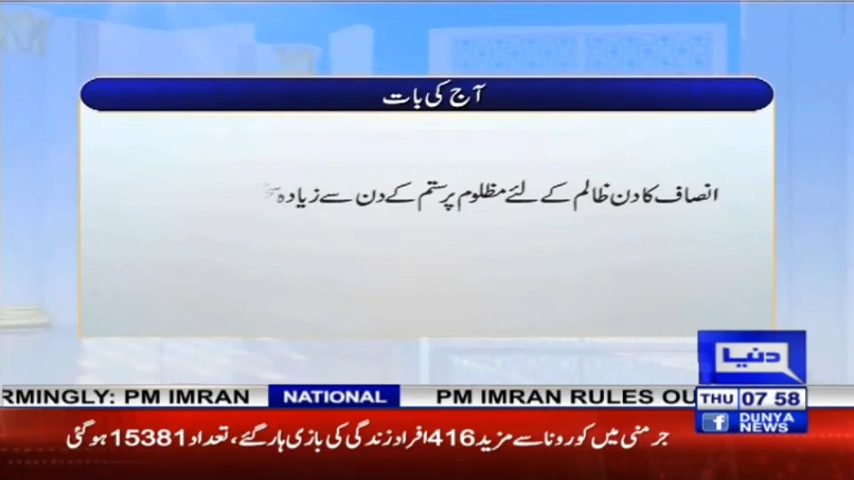 آج کی بات
انصاف کا دن ظالم کے لئے مظلوم پر ستم کے دن سے زیادہ
دنیا
RMINGLY: PM IMRAN NATIONAL PM IMRAN RULES OU
THU 07 58
f DUNYA NEWS
جرمنی میں کورونا سے مزید 416 افراد زندگی کی بازی ہار گئے، تعداد 15381 ہو گئی